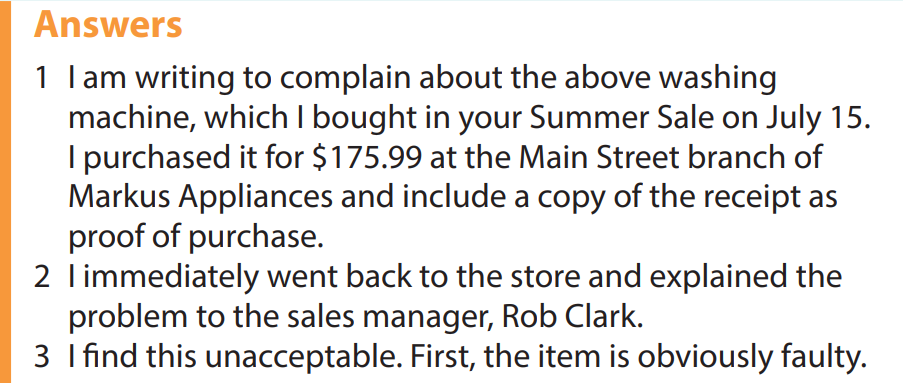 Answers
1 I am writing to complain about the above washing
machine, which I bought in your Summer Sale on July 15.
I purchased it for $175.99 at the Main Street branch of
Markus Appliances and include a copy of the receipt as
proof of purchase.
2 I immediately went back to the store and explained the
problem to the sales manager, Rob Clark.
3 I find this unacceptable. First, the item is obviously faulty.